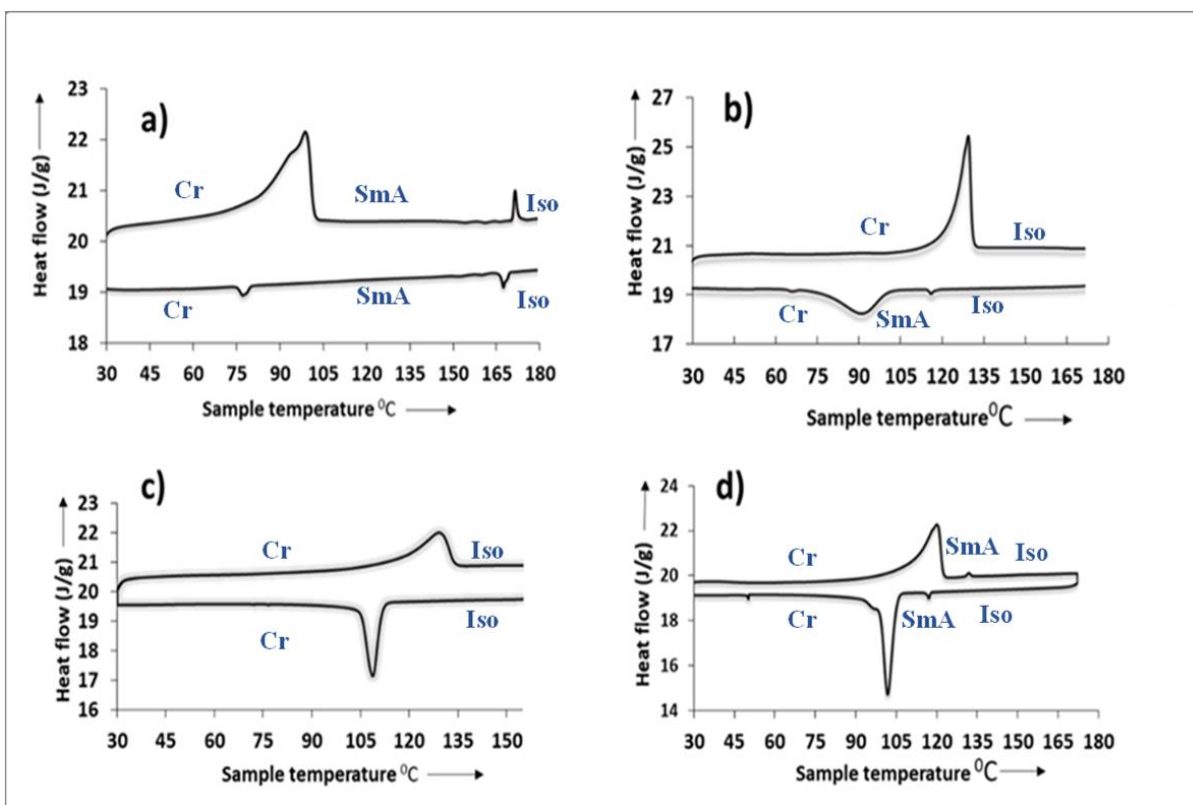 a)
Heat flow (J/g)
23
22
21
20
19
18
Cr
SmA
Iso
Cr
SmA
Iso
30 45 60 75 90 105 120 135 150 165 180
Sample temperature ⁰C
b)
Heat flow (J/g)
27
25
23
21
19
17
Cr
Iso
Cr
SmA
Iso
30 45 60 75 90 105 120 135 150 165 180
Sample temperature⁰C
c)
Heat flow (J/g)
23
22
21
20
19
18
17
16
Cr
Iso
Cr
Iso
30 45 60 75 90 105 120 135 150
Sample temperature ⁰C
d)
Heat flow (J/g)
24
22
20
18
16
14
Cr
SmA
Iso
Cr
SmA
Iso
30 45 60 75 90 105 120 135 150 165 180
Sample temperature ⁰C